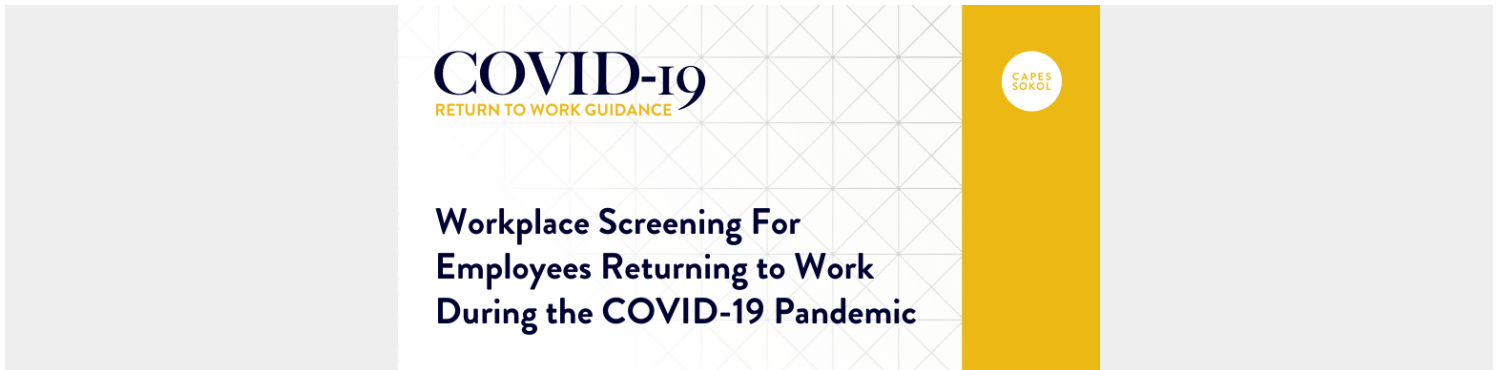 COVID-19
RETURN TO WORK GUIDANCE
CAPES
SOKOL
Workplace Screening For
Employees Returning to Work
During the COVID-19 Pandemic